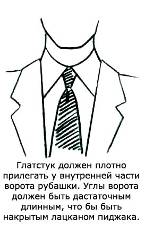 Глатстук должен плотно
прилегать у внутренней части
ворота рубашки. Углы ворота
должен быть дастаточным
длинным, что бы быть
накрытым лацканом пиджака.